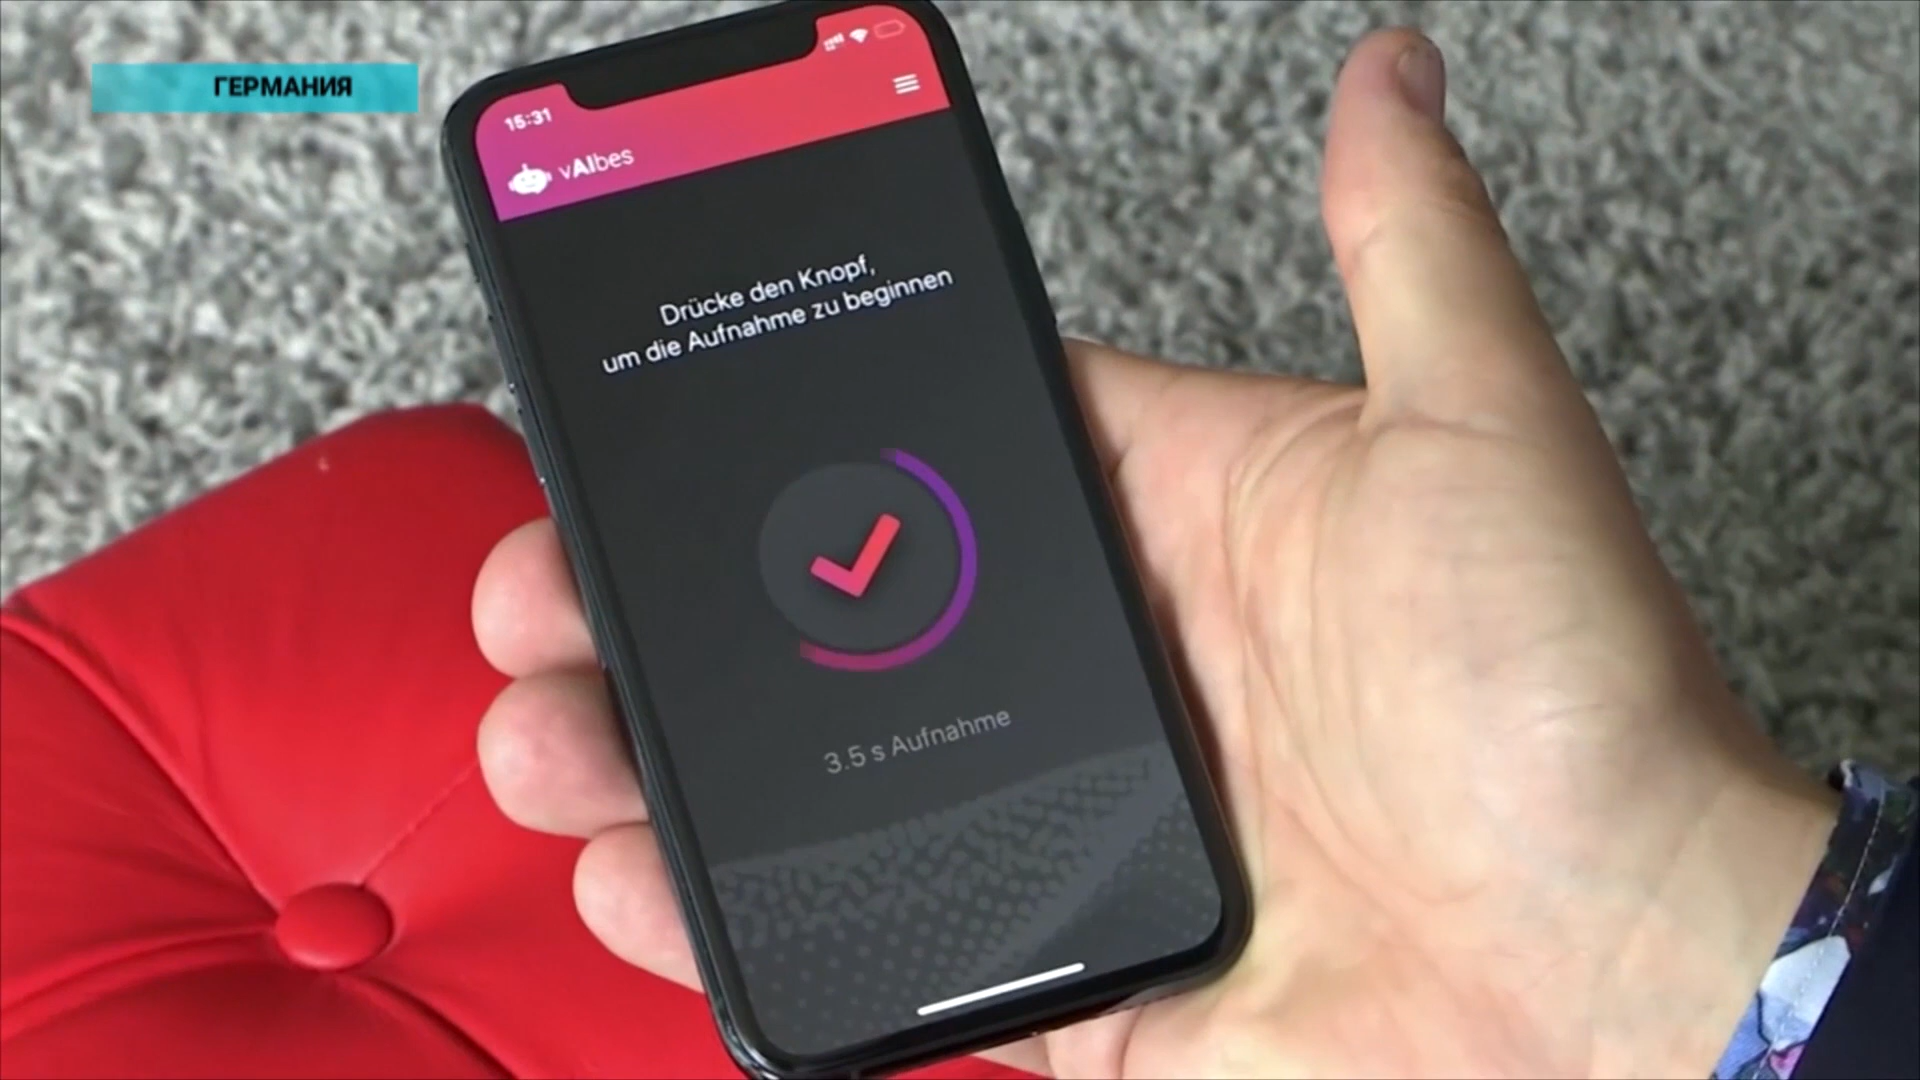 ГЕРМАНИЯ
15:31
vAIbes
Drücke den Knopf,
um die Aufnahme zu beginnen
3.5 s Aufnahme